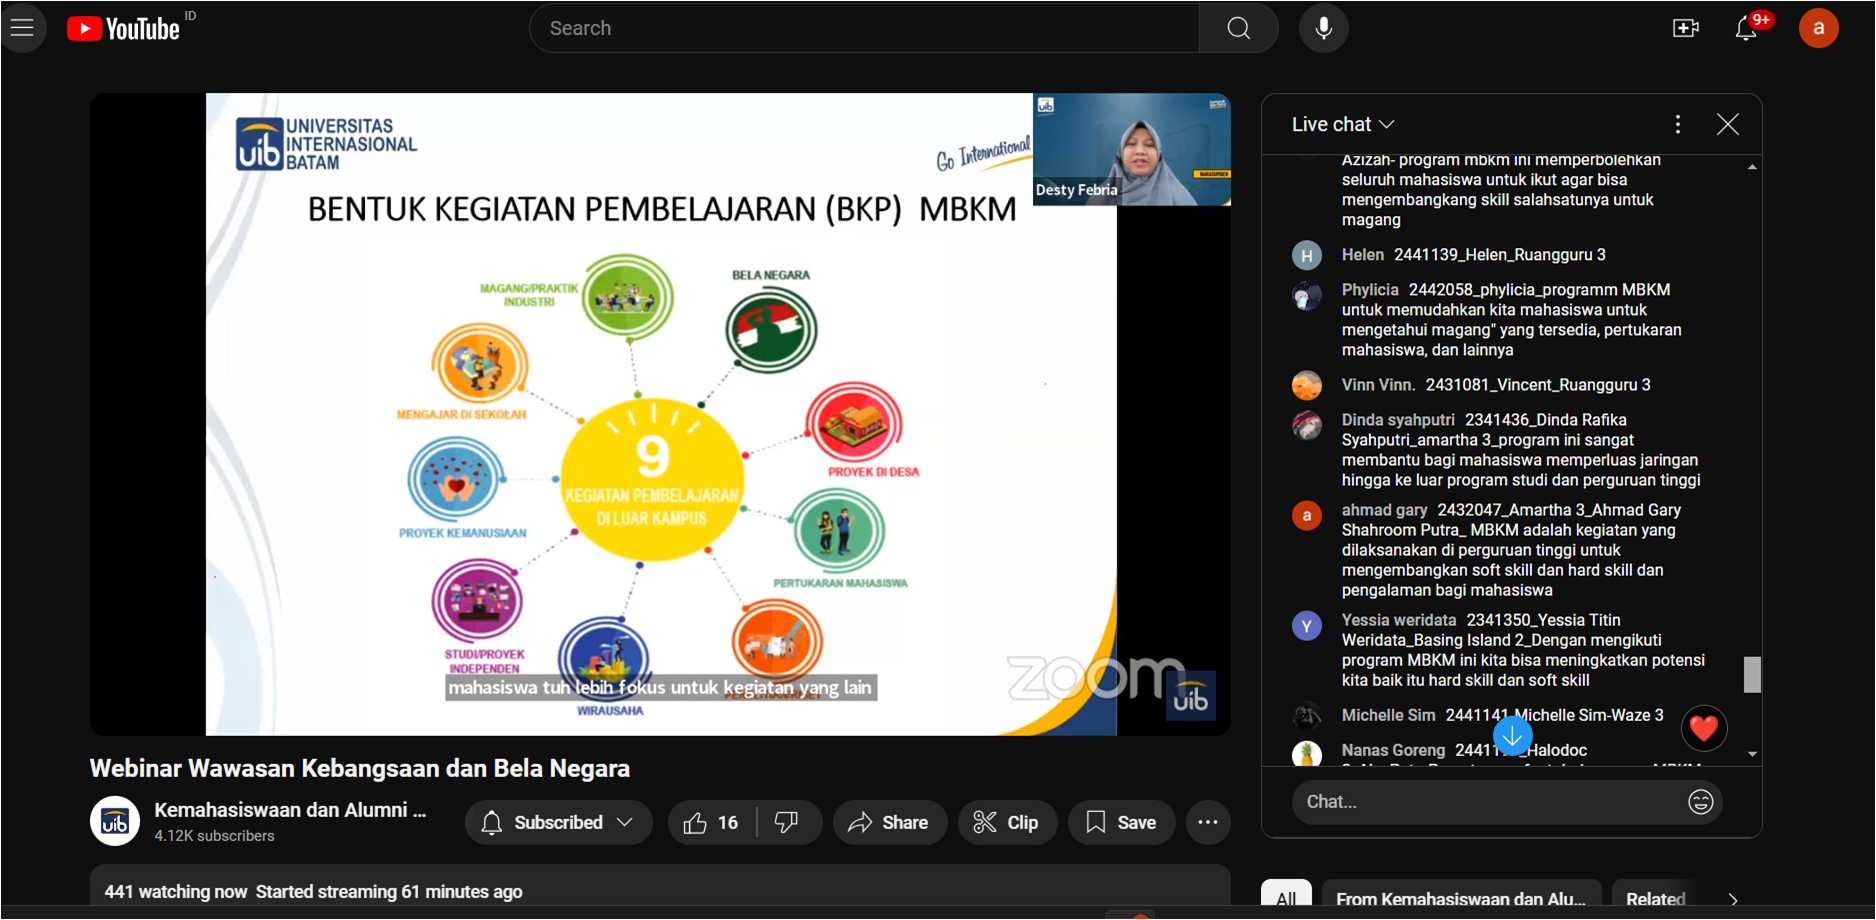 YouTube ID
Search
9+
a
UNIVERSITAS
INTERNASIONAL
BATAM
uib
Go International
uib
NARASUMBER
Desty Febria
BENTUK KEGIATAN PEMBELAJARAN (BKP) MBKM
MAGANG/PRAKTIK
INDUSTRI
BELA NEGARA
MENGAJAR DI SEKOLAH
PROYEK DI DESA
9
KEGIATAN PEMBELAJARAN
DI LUAR KAMPUS
PROYEK KEMANUSIAAN
PERTUKARAN MAHASISWA
STUDI/PROYEK
INDEPENDEN
mahasiswa tuh lebih fokus untuk kegiatan yang lain
WIRAUSAHA
zoom
uib
Webinar Wawasan Kebangsaan dan Bela Negara
uib
Kemahasiswaan dan Alumni ...
4.12K subscribers
Subscribed
16
Share
Clip
Save
441 watching now Started streaming 61 minutes ago
Live chat
Azizah- program mbkm ini memperbolehkan
seluruh mahasiswa untuk ikut agar bisa
mengembangkang skill salahsatunya untuk
magang
H
Helen 2441139_Helen_Ruangguru 3
Phylicia 2442058_phylicia_programm MBKM
untuk memudahkan kita mahasiswa untuk
mengetahui magang" yang tersedia, pertukaran
mahasiswa, dan lainnya
Vinn Vinn. 2431081_Vincent_Ruangguru 3
Dinda syahputri 2341436_Dinda Rafika
Syahputri_amartha 3_program ini sangat
membantu bagi mahasiswa memperluas jaringan
hingga ke luar program studi dan perguruan tinggi
a
ahmad gary 2432047_Amartha 3_Ahmad Gary
Shahroom Putra_ MBKM adalah kegiatan yang
dilaksanakan di perguruan tinggi untuk
mengembangkan soft skill dan hard skill dan
pengalaman bagi mahasiswa
Y
Yessia weridata 2341350_Yessia Titin
Weridata_Basing Island 2_Dengan mengikuti
program MBKM ini kita bisa meningkatkan potensi
kita baik itu hard skill dan soft skill
Michelle Sim 2441141 Michelle Sim-Waze 3
Nanas Goreng Halodoc
Chat...
All
From Kemahasiswaan dan Alu...
Related